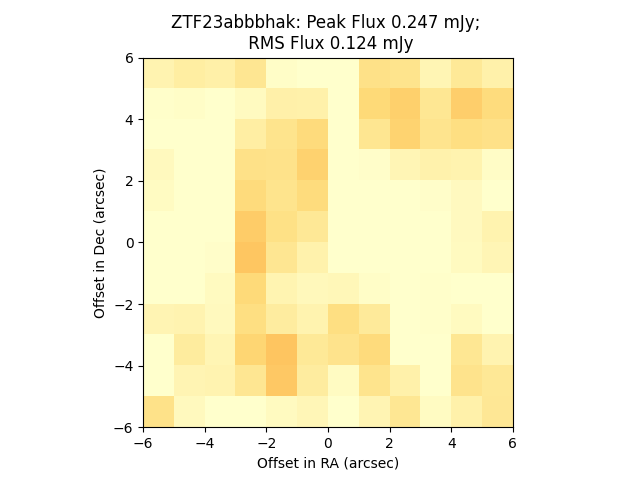 ZTF23abbbhak: Peak Flux 0.247 mJy;
RMS Flux 0.124 mJy
6
4
2
0
−2
−4
−6
Offset in Dec (arcsec)
−6 −4 −2 0 2 4 6
Offset in RA (arcsec)